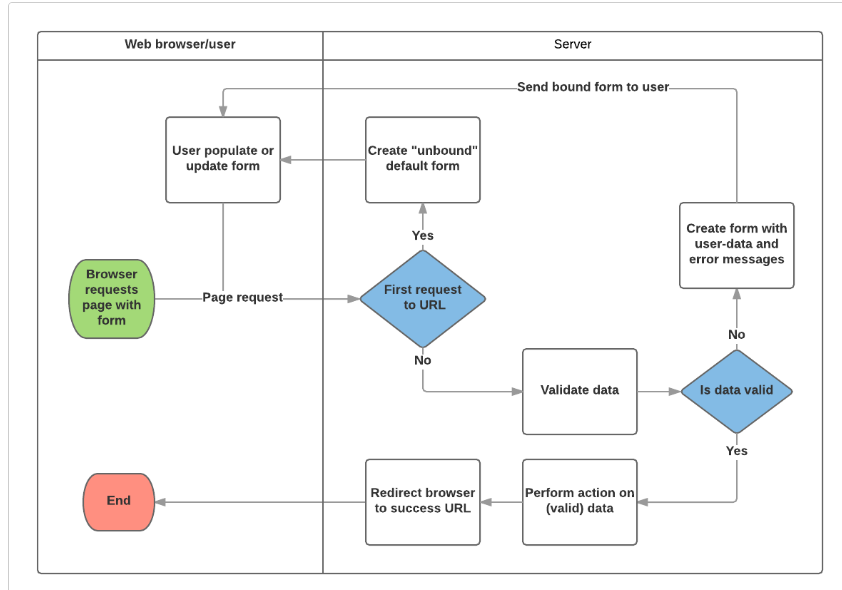 Web browser/user
Server
Send bound form to user
User populate or
update form
Create "unbound"
default form
Create form with
user-data and
error messages
Yes
Browser
requests
page with
form
Page request
First request
to URL
No
No
Validate data
Is data valid
Yes
End
Redirect browser
to success URL
Perform action on
(valid) data